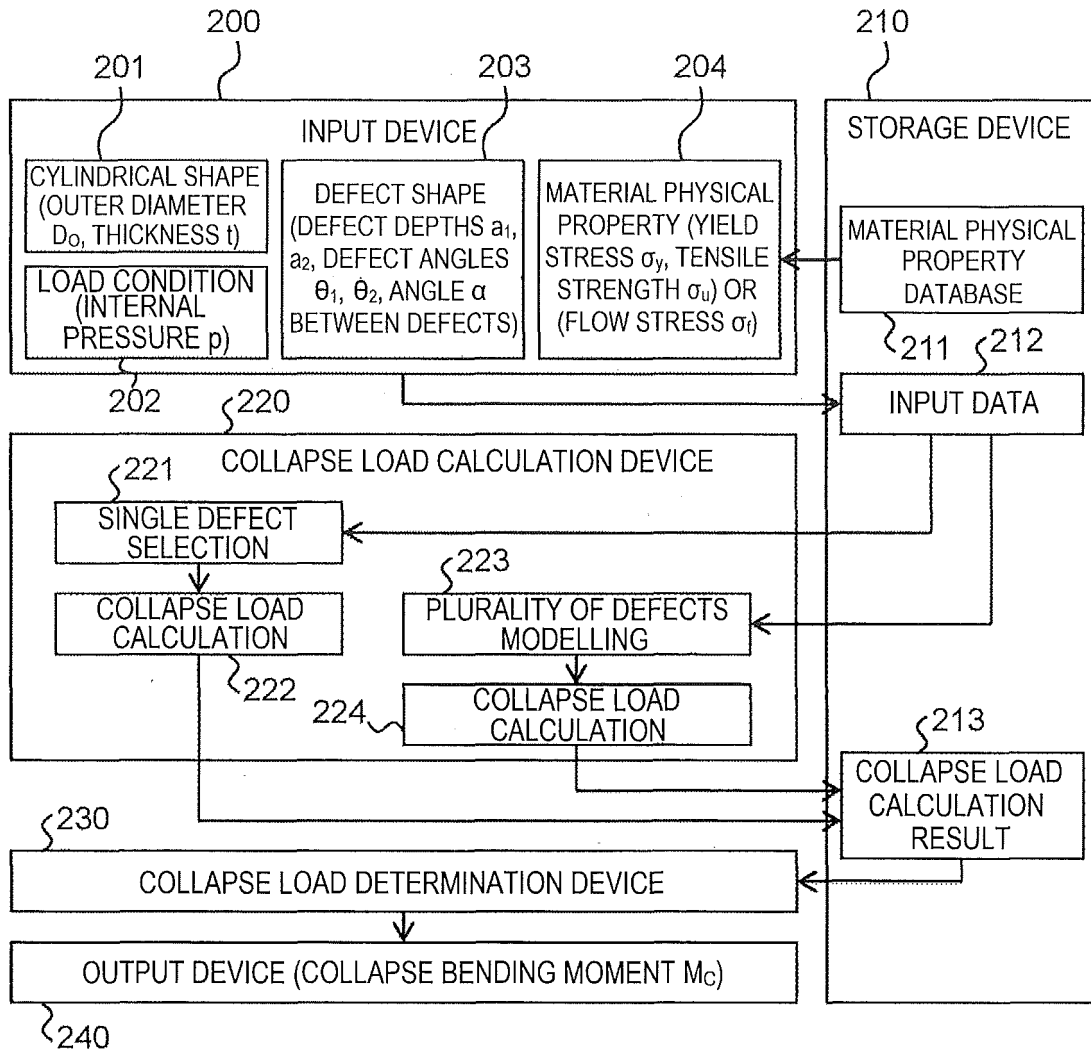 200
210
201
203
204
INPUT DEVICE
STORAGE DEVICE
CYLINDRICAL SHAPE
(OUTER DIAMETER
D₀, THICKNESS t)
LOAD CONDITION
(INTERNAL
PRESSURE p)
202
DEFECT SHAPE
(DEFECT DEPTHS a₁,
a₂, DEFECT ANGLES
θ₁, θ₂, ANGLE α
BETWEEN DEFECTS)
MATERIAL PHYSICAL
PROPERTY (YIELD
STRESS σy, TENSILE
STRENGTH σu) OR
(FLOW STRESS σf)
MATERIAL PHYSICAL
PROPERTY
DATABASE
211
212
INPUT DATA
220
COLLAPSE LOAD CALCULATION DEVICE
221
SINGLE DEFECT
SELECTION
COLLAPSE LOAD
CALCULATION
222
223
PLURALITY OF DEFECTS
MODELLING
224
COLLAPSE LOAD
CALCULATION
213
COLLAPSE LOAD
CALCULATION
RESULT
230
COLLAPSE LOAD DETERMINATION DEVICE
OUTPUT DEVICE (COLLAPSE BENDING MOMENT Mc)
240